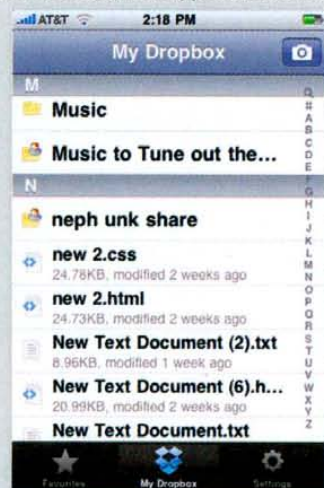 AT&T 2:18 PM
My Dropbox
M
Music
Music to Tune out the...
N
neph unk share
new 2.css
24.78KB, modified 2 weeks ago
new 2.html
24.73KB, modified 2 weeks ago
New Text Document (2).txt
8.96KB, modified 1 week ago
New Text Document (6).h...
20.99KB, modified 2 weeks ago
New Text Document.txt
#
A
B
C
D
E
F
G
H
I
J
K
L
M
N
O
P
Q
R
S
T
U
V
W
X
Y
Z
Favourites My Dropbox Settings